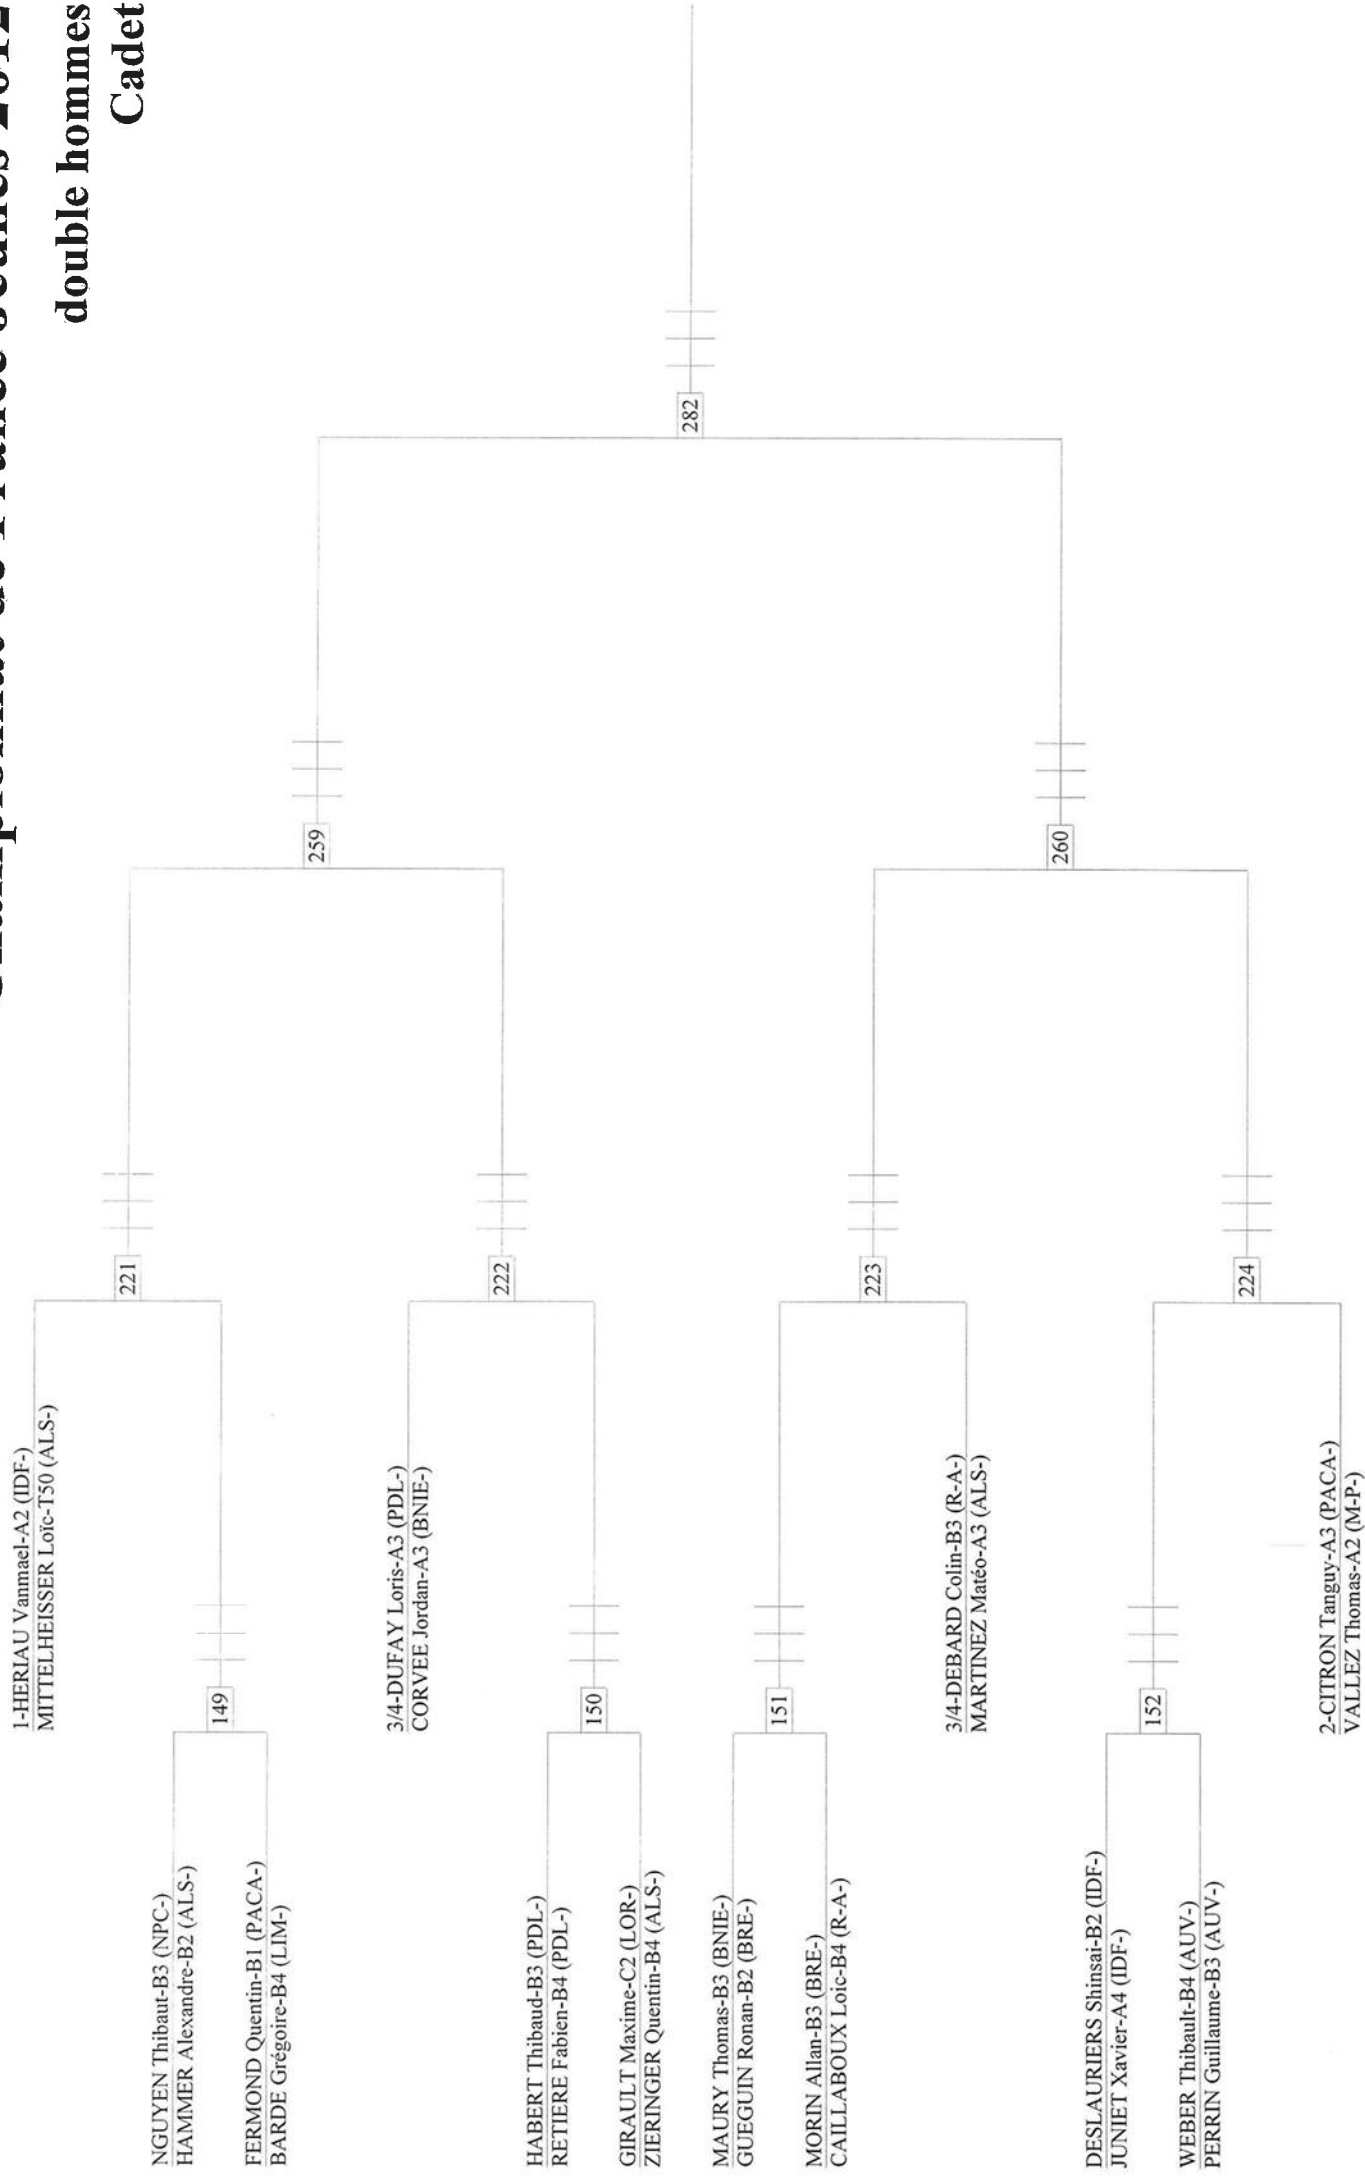 double hommes
Cadet
1-HERIAU Vanmael-A2 (IDF-)
MITTELHEISSER Loïc-T50 (ALS-)
NGUYEN Thibaut-B3 (NPC-)
HAMMER Alexandre-B2 (ALS-)
149
FERMOND Quentin-B1 (PACA-)
BARDE Grégoire-B4 (LIM-)
221
3/4-DUFAY Loris-A3 (PDL-)
CORVEE Jordan-A3 (BNIE-)
259
HABERT Thibaud-B3 (PDL-)
RETIERE Fabien-B4 (PDL-)
150
GIRAULT Maxime-C2 (LOR-)
ZIERINGER Quentin-B4 (ALS-)
222
282
MAURY Thomas-B3 (BNIE-)
GUEGUIN Ronan-B2 (BRE-)
151
MORIN Allan-B3 (BRE-)
CAILLABOUX Loic-B4 (R-A-)
223
3/4-DEBARD Colin-B3 (R-A-)
MARTINEZ Matéo-A3 (ALS-)
260
DESLAURIERS Shinsai-B2 (IDF-)
JUNIET Xavier-A4 (IDF-)
152
WEBER Thibault-B4 (AUV-)
PERRIN Guillaume-B3 (AUV-)
224
2-CITRON Tanguy-A3 (PACA-)
VALLEZ Thomas-A2 (M-P-)